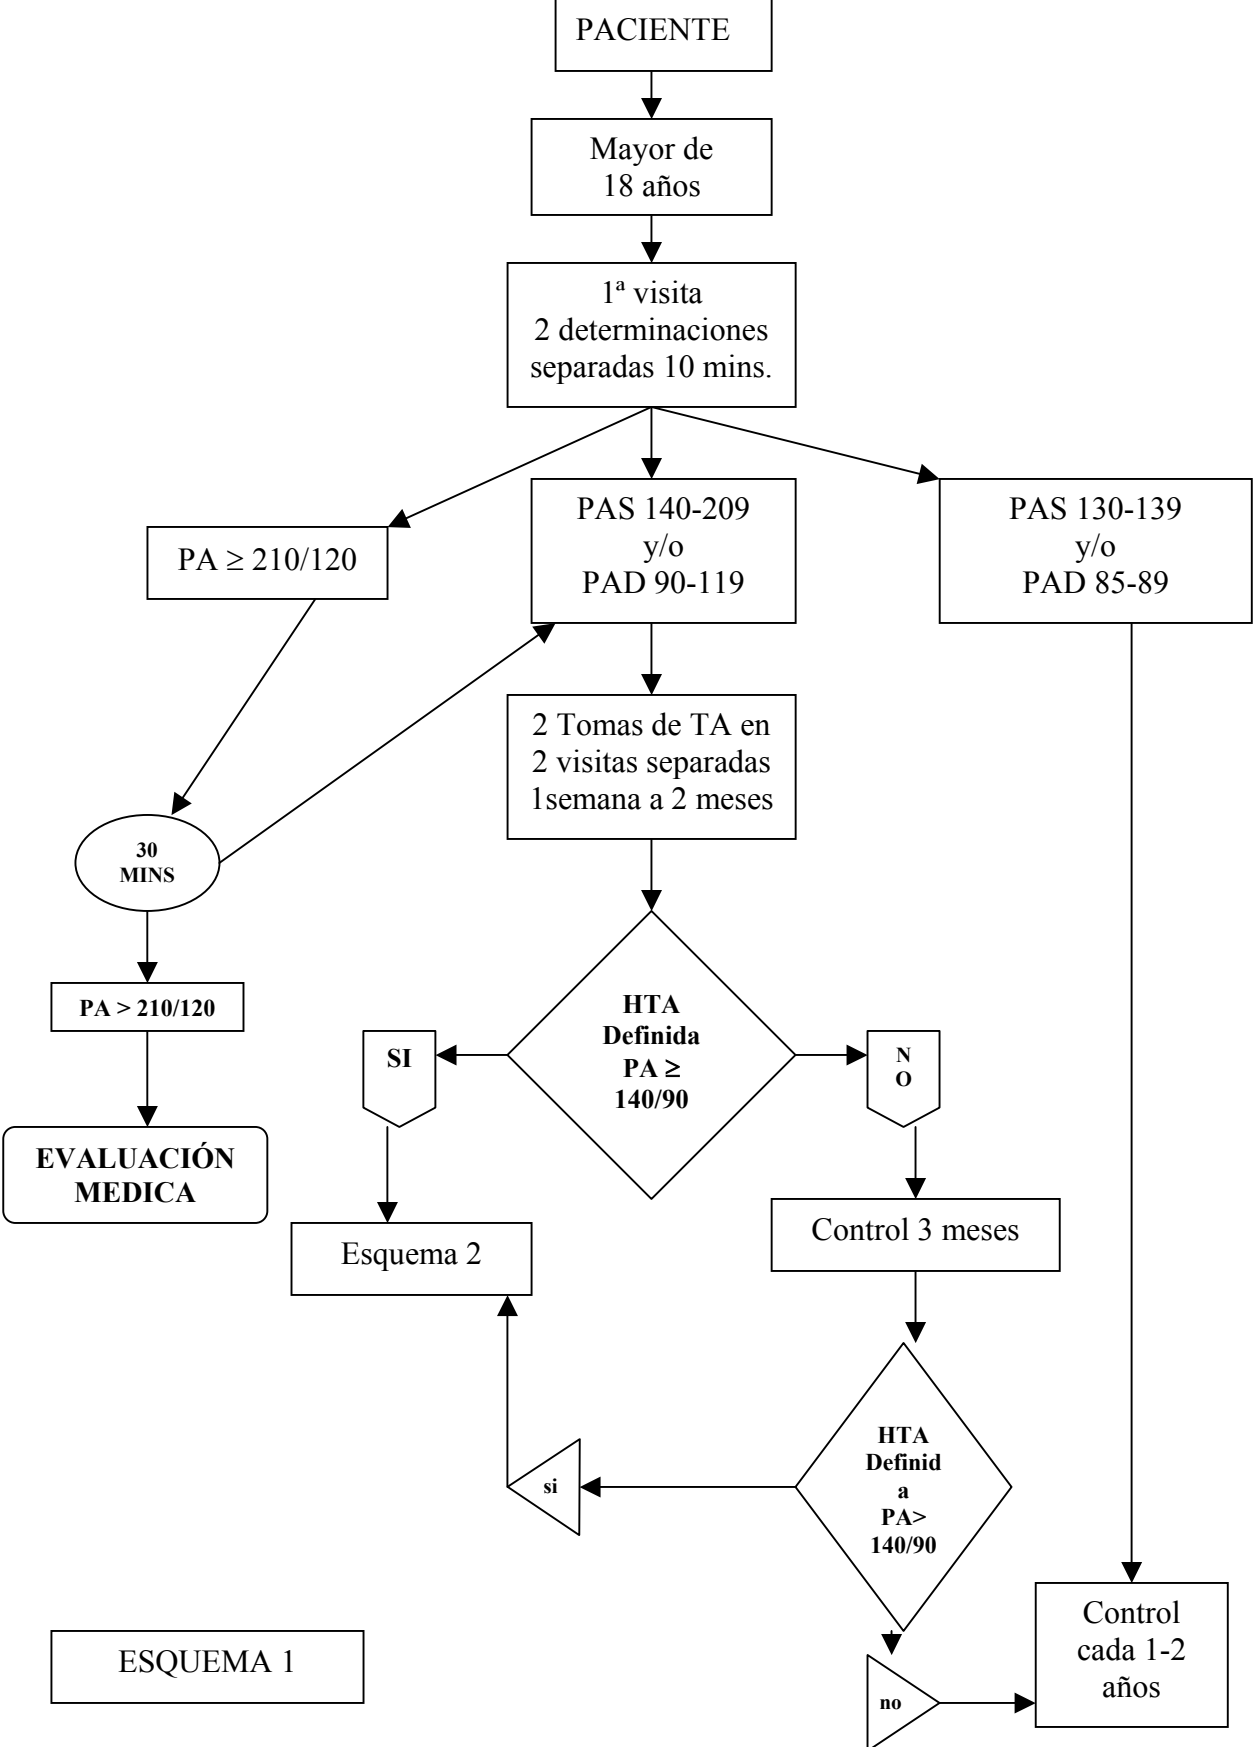 PACIENTE
Mayor de
18 años
1ª visita
2 determinaciones
separadas 10 mins.
PA ≥ 210/120
PAS 140-209
y/o
PAD 90-119
PAS 130-139
y/o
PAD 85-89
2 Tomas de TA en
2 visitas separadas
1semana a 2 meses
30
MINS
PA > 210/120
EVALUACIÓN
MEDICA
HTA
Definida
PA ≥
140/90
SI
N
O
Esquema 2
Control 3 meses
HTA
Definid
a
PA>
140/90
si
no
Control
cada 1-2
años
ESQUEMA 1